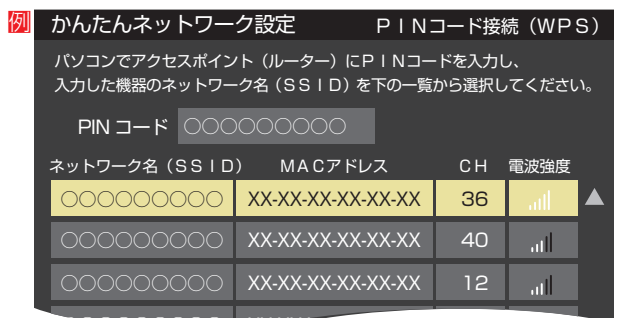 例
かんたんネットワーク設定 PINコード接続(WPS)
パソコンでアクセスポイント(ルーター)にPINコードを入力し、
入力した機器のネットワーク名(SSID)を下の一覧から選択してください。
PINコード ○○○○○○○○○
ネットワーク名(SSID) MACアドレス CH 電波強度
○○○○○○○○○ XX-XX-XX-XX-XX-XX 36
○○○○○○○○○ XX-XX-XX-XX-XX-XX 40
○○○○○○○○○ XX-XX-XX-XX-XX-XX 12